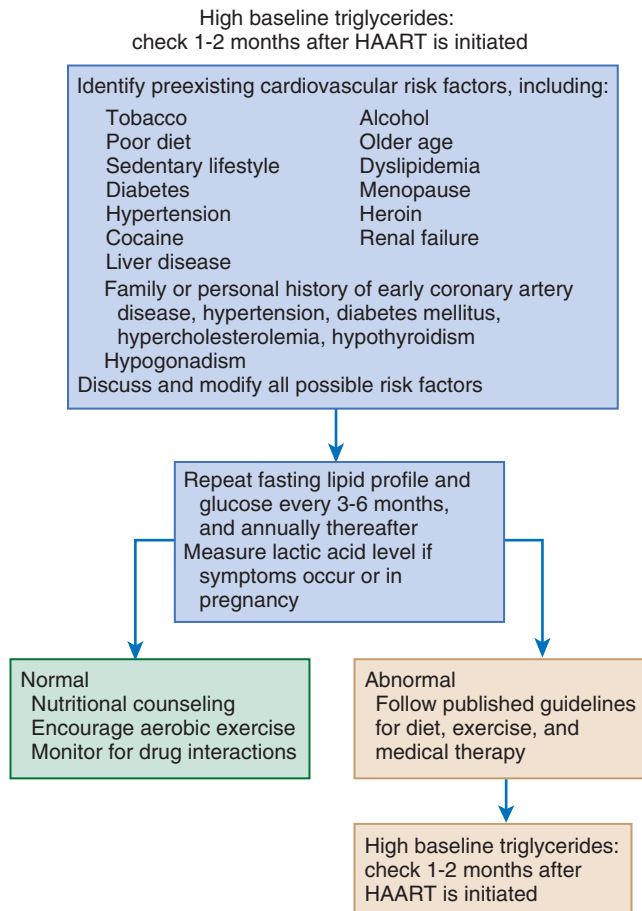 High baseline triglycerides:
check 1-2 months after HAART is initiated
Identify preexisting cardiovascular risk factors, including:
Tobacco Alcohol
Poor diet Older age
Sedentary lifestyle Dyslipidemia
Diabetes Menopause
Hypertension Heroin
Cocaine Renal failure
Liver disease
Family or personal history of early coronary artery
disease, hypertension, diabetes mellitus,
hypercholesterolemia, hypothyroidism
Hypogonadism
Discuss and modify all possible risk factors
Repeat fasting lipid profile and
glucose every 3-6 months,
and annually thereafter
Measure lactic acid level if
symptoms occur or in
pregnancy
Normal
Nutritional counseling
Encourage aerobic exercise
Monitor for drug interactions
Abnormal
Follow published guidelines
for diet, exercise, and
medical therapy
High baseline triglycerides:
check 1-2 months after
HAART is initiated